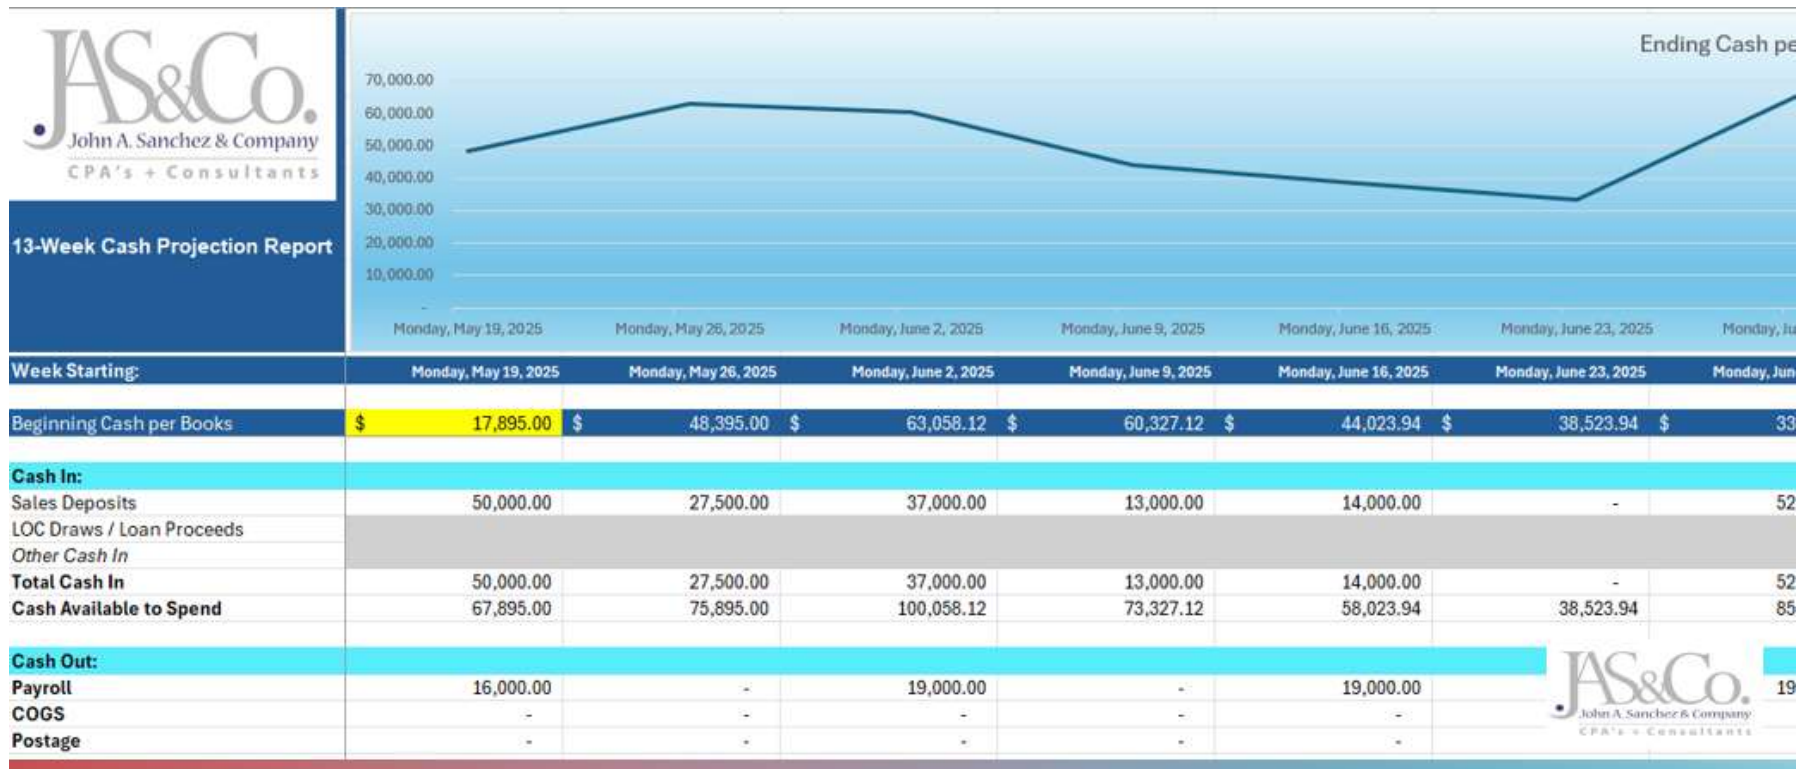 JAS&Co.
John A. Sanchez & Company
CPA's + Consultants
13-Week Cash Projection Report
Ending Cash pe
70,000.00
60,000.00
50,000.00
40,000.00
30,000.00
20,000.00
10,000.00
-
Monday, May 19, 2025 Monday, May 26, 2025 Monday, June 2, 2025 Monday, June 9, 2025 Monday, June 16, 2025 Monday, June 23, 2025 Monday, Ju
Week Starting: Monday, May 19, 2025 Monday, May 26, 2025 Monday, June 2, 2025 Monday, June 9, 2025 Monday, June 16, 2025 Monday, June 23, 2025 Monday, Jun
Beginning Cash per Books $ 17,895.00 $ 48,395.00 $ 63,058.12 $ 60,327.12 $ 44,023.94 $ 38,523.94 $ 33
Cash In:
Sales Deposits 50,000.00 27,500.00 37,000.00 13,000.00 14,000.00 - 52
LOC Draws / Loan Proceeds
Other Cash In
Total Cash In 50,000.00 27,500.00 37,000.00 13,000.00 14,000.00 - 52
Cash Available to Spend 67,895.00 75,895.00 100,058.12 73,327.12 58,023.94 38,523.94 85
Cash Out:
Payroll 16,000.00 - 19,000.00 - 19,000.00 19
COGS - - - - -
Postage - - - - -
JAS&Co.
John A. Sanchez & Company
CPA's + Consultants